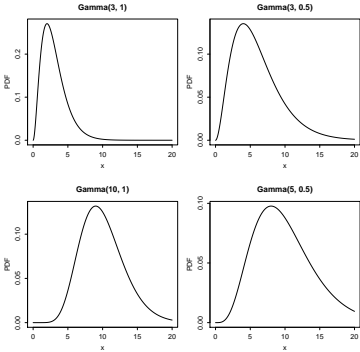 Gamma(3, 1)
PDF
0.0 0.1 0.2
0 5 10 15 20
x
Gamma(3, 0.5)
PDF
0.00 0.05 0.10
0 5 10 15 20
x
Gamma(10, 1)
PDF
0.00 0.05 0.10
0 5 10 15 20
x
Gamma(5, 0.5)
PDF
0.00 0.05 0.10
0 5 10 15 20
x